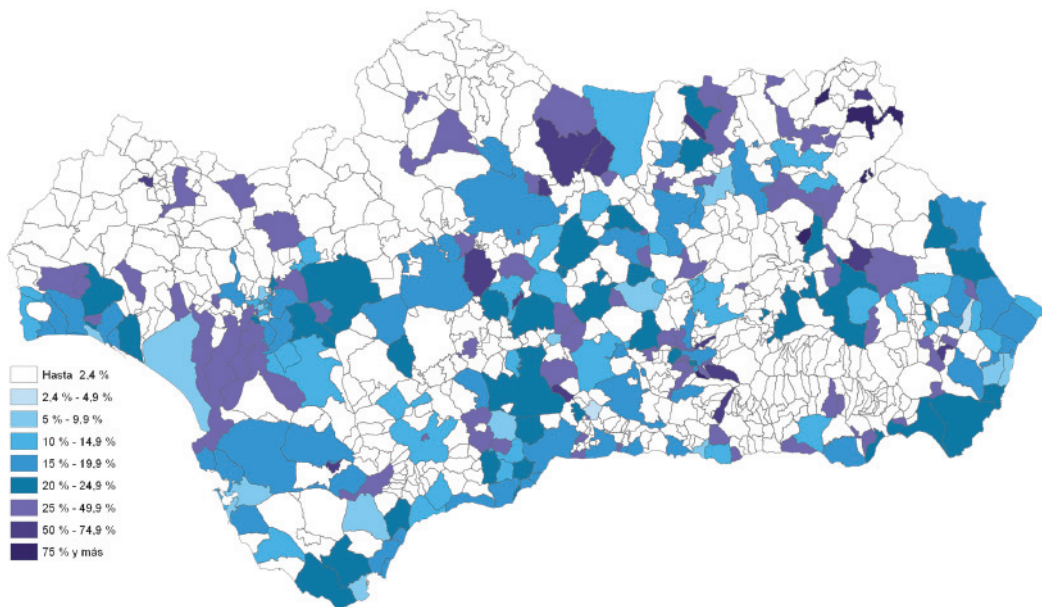 Hasta 2.4 %
2.4 % - 4,9 %
5 % - 9,9 %
10 % - 14,9 %
15 % - 19,9 %
20 % - 24,9 %
25 % - 49,9 %
50 % - 74,9 %
75 % y más